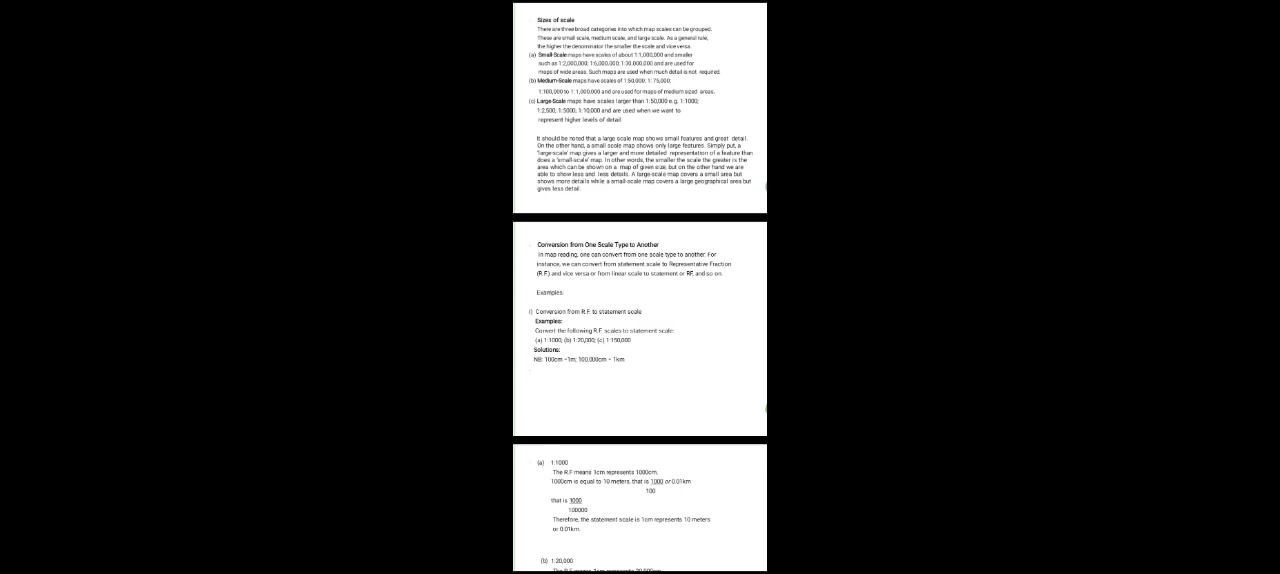 Sizes of scale
There are three broad categories into which map scales can be grouped.
These are small scale, medium scale, and large scale. As a general rule,
the higher the denominator the smaller the scale and vice versa.
(a) Small-Scale maps have scales of about 1:1,000,000 and smaller
such as 1:2,000,000; 1:6,000,000; 1:30,000,000 and are used for
maps of wide areas. Such maps are used when much detail is not required.
(b) Medium-Scale maps have scales of 1:50,000; 1: 75,000;
1:100,000 to 1:1,000,000 and are used for maps of medium sized areas.
(c) Large-Scale maps have scales larger than 1:50,000 e.g. 1:1000;
1:2,500; 1:5000; 1:10,000 and are used when we want to
represent higher levels of detail
It should be noted that a large scale map shows small features and great detail.
On the other hand, a small scale map shows only large features. Simply put, a
'large-scale' map gives a larger and more detailed representation of a feature than
does a 'small-scale' map. In other words, the smaller the scale the greater is the
area which can be shown on a map of given size, but on the other hand we are
able to show less and less details. A large-scale map covers a small area but
shows more details while a small-scale map covers a large geographical area but
gives less detail.
Conversion from One Scale Type to Another
In map reading, one can convert from one scale type to another. For
instance, we can convert from statement scale to Representative Fraction
(R.F.) and vice versa or from linear scale to statement or RF, and so on.
Examples:
i) Conversion from R.F. to statement scale
Examples:
Convert the following R.F. scales to statement scale:
(a) 1:1000; (b) 1:20,000; (c) 1:150,000
Solutions:
NB: 100cm =1m; 100,000cm = 1km
(a) 1:1000
The R.F means 1cm represents 1000cm.
1000cm is equal to 10 meters, that is 1000 or 0.01km
100
that is 1000
100000
Therefore, the statement scale is 1cm represents 10 meters
or 0.01km.
(b) 1:20,000
The R.F means 1cm represents